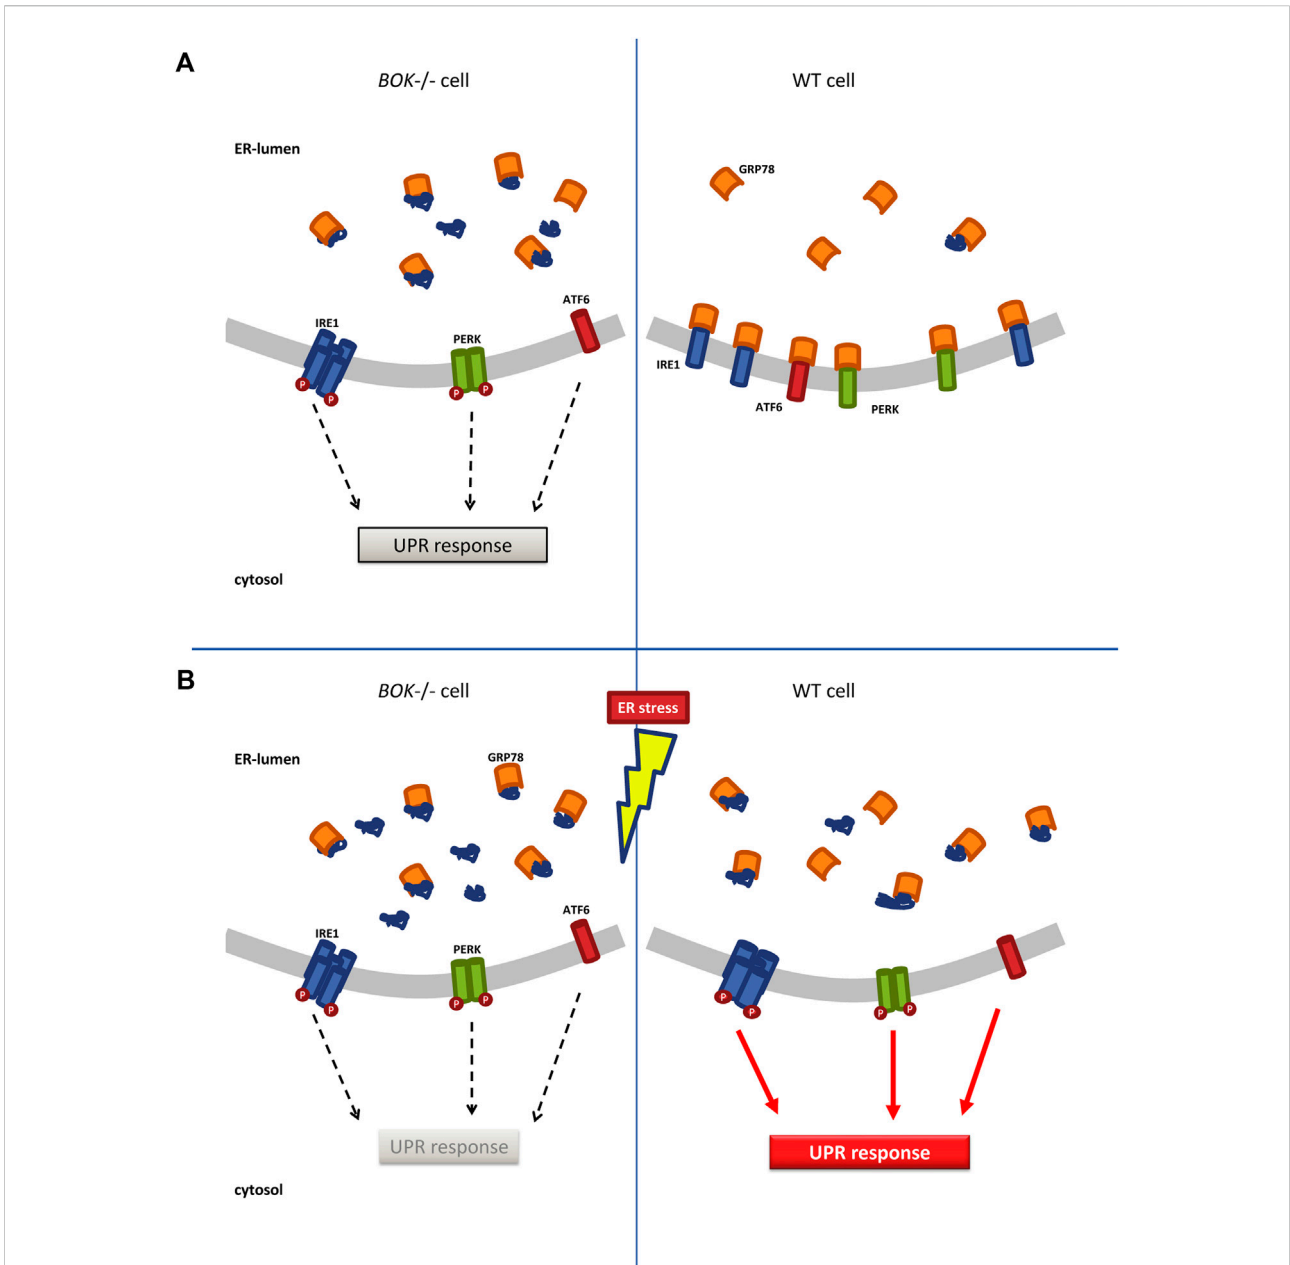 A
BOK-/- cell
WT cell
ER-lumen
GRP78
ATF6
IRE1
PERK
P
P
P
P
IRE1
ATF6
PERK
UPR response
cytosol
B
BOK-/- cell
WT cell
ER stress
ER-lumen
GRP78
ATF6
IRE1
PERK
P
P
P
P
P
P
P
P
UPR response
UPR response
cytosol